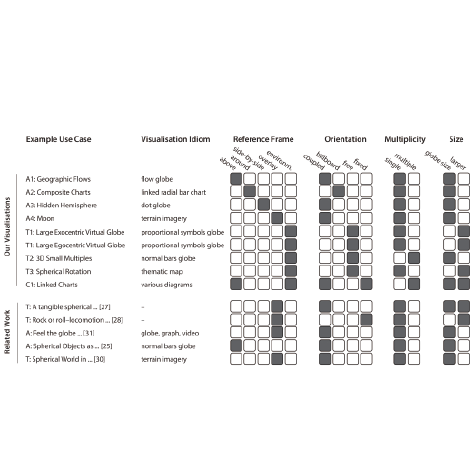 Example Use Case Visualisation Idiom Reference Frame Orientation Multiplicity Size
above around side-by-side overlay environm. coupled billboard free fixed single multiple globe size larger
Our Visualisations
A1: Geographic Flows flow globe
A2: Composite Charts linked radial bar chart
A3: Hidden Hemisphere dot globe
A4: Moon terrain imagery
T1: Large Exocentric Virtual Globe proportional symbols globe
T1: Large Egocentric Virtual Globe proportional symbols globe
T2: 3D Small Multiples normal bars globe
T3: Spherical Rotation thematic map
C1: Linked Charts various diagrams
Related Work
T: A tangible spherical ... [27] -
T: Rock or roll–locomotion ... [28] -
A: Feel the globe ... [31] globe, graph, video
A: Spherical Objects as ... [25] normal bars globe
T: Spherical World in ... [30] terrain imagery